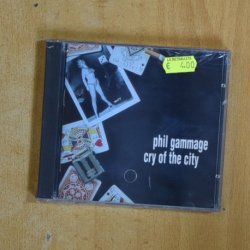 € 4.00
phil gammage
cry of the city